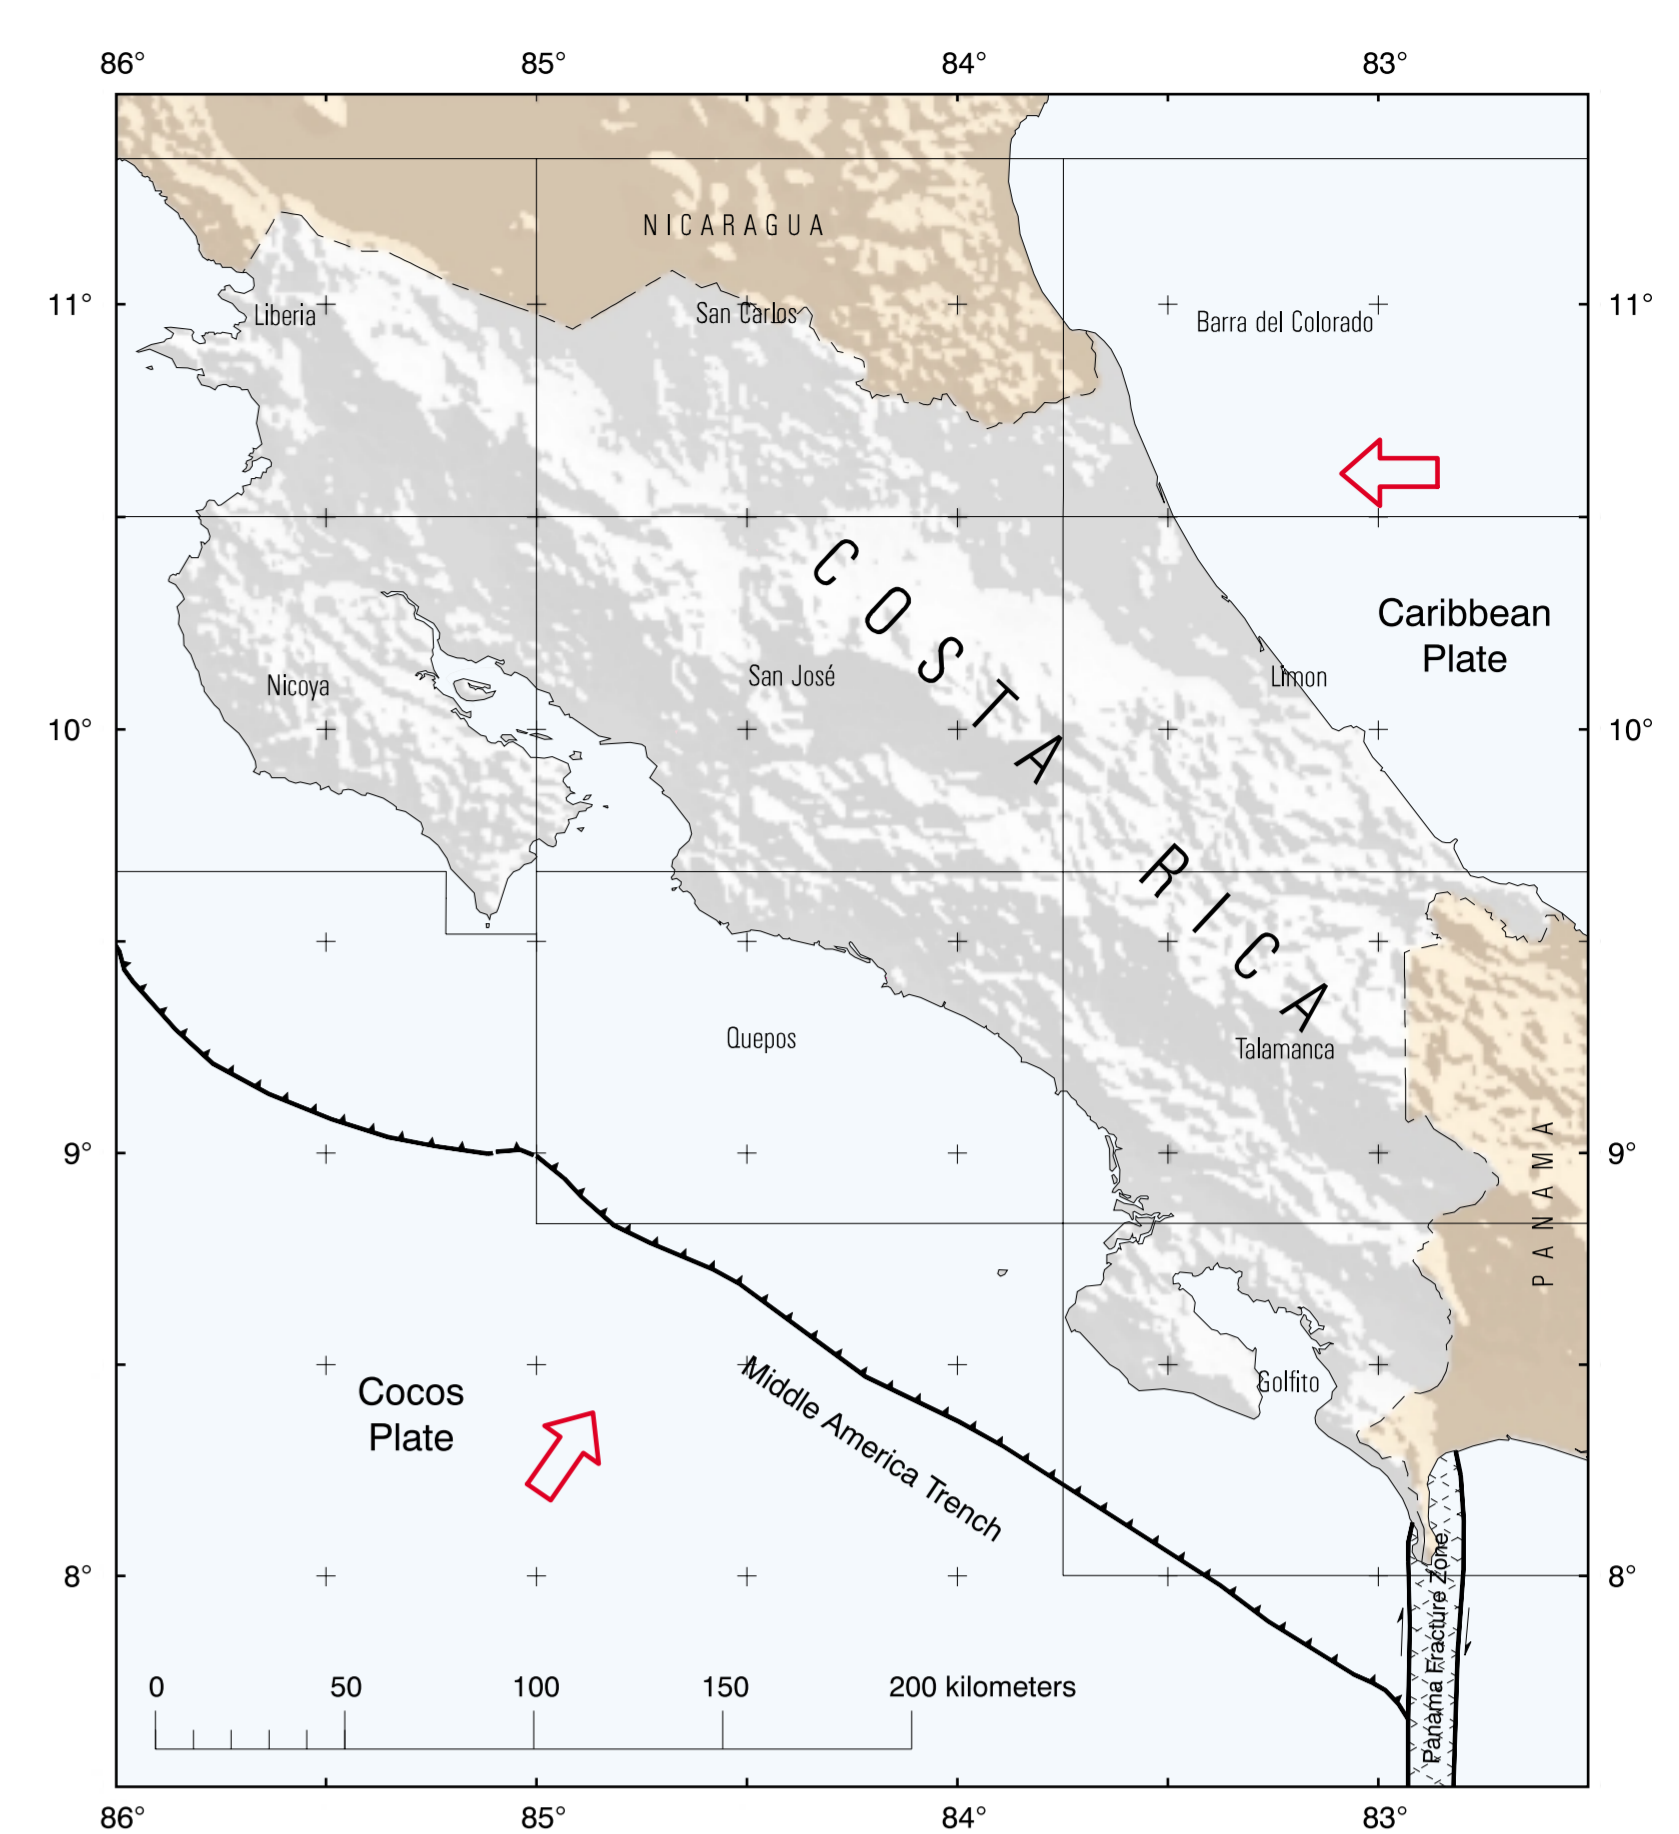 86°
85°
84°
83°
NICARAGUA
11°
Liberia
San Carlos
Barra del Colorado
11°
COSTA
RICA
Caribbean
Plate
Nicoya
San José
Limon
10°
10°
Quepos
Talamanca
PANAMA
9°
9°
Cocos
Plate
Middle America Trench
Golfito
8°
8°
Panama Fracture Zone
0
50
100
150
200 kilometers
86°
85°
84°
83°